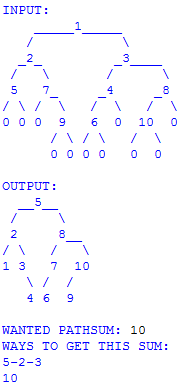 INPUT:
1
2 3
5 7 4 8
0 0 0 9 6 0 10 0
0 0 0 0 0 0
OUTPUT:
5
2 8
1 3 7 10
4 6 9
WANTED PATHSUM: 10
WAYS TO GET THIS SUM:
5-2-3
10